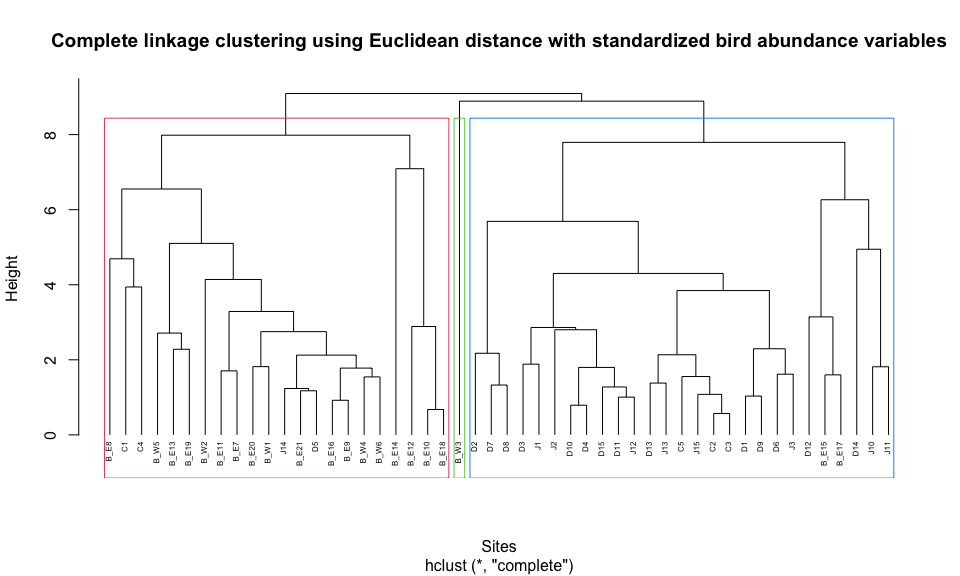 Complete linkage clustering using Euclidean distance with standardized bird abundance variables
Height
8
6
4
2
0
B_E8
C1
C4
B_W5
B_E13
B_E19
B_W2
B_E11
B_E7
B_E20
B_W1
J14
B_E21
D5
B_E16
B_E9
B_W4
B_W6
B_E14
B_E12
B_E10
B_E18
B_W3
D2
D7
D8
D3
J1
J2
D10
D4
D15
D11
J12
D13
J13
C5
J15
C2
C3
D1
D9
D6
J3
D12
B_E15
B_E17
D14
J10
J11
Sites
hclust (*, "complete")